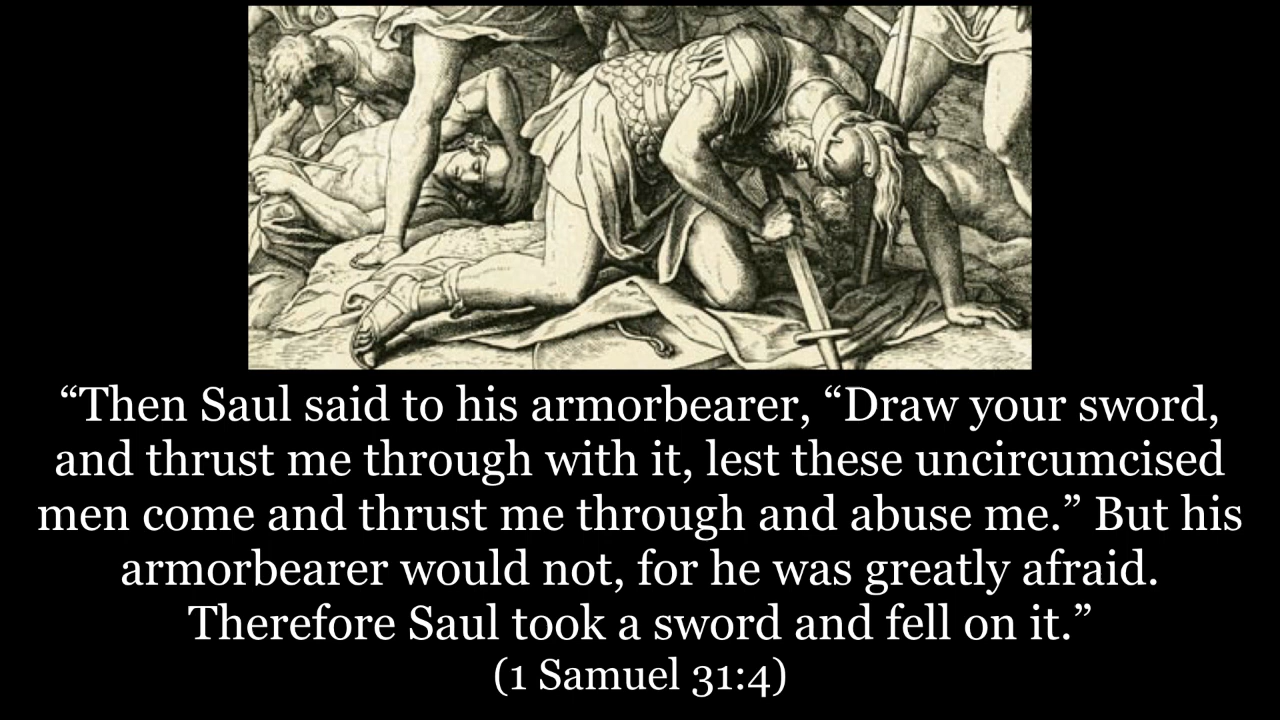 “Then Saul said to his armorbearer, “Draw your sword,
and thrust me through with it, lest these uncircumcised
men come and thrust me through and abuse me.” But his
armorbearer would not, for he was greatly afraid.
Therefore Saul took a sword and fell on it.”
(1 Samuel 31:4)